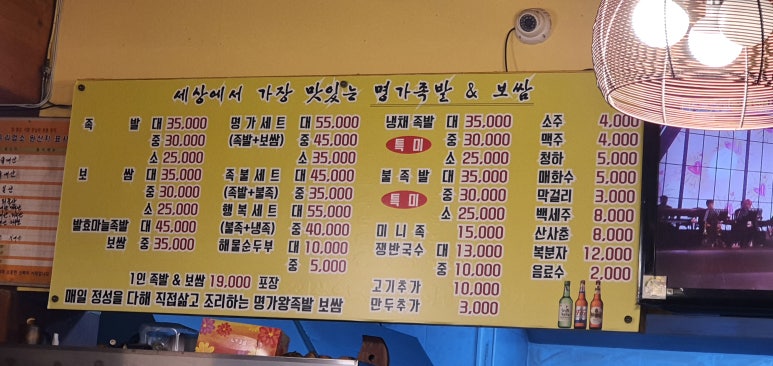 세상에서 가장 맛있는 명가족발 & 보쌈
족 발 대 35,000
중 30,000
소 25,000
보 쌈 대 35,000
중 30,000
소 25,000
발효마늘족발 대 45,000
보쌈 중 35,000
1인 족발 & 보쌈 19,000 포장
명가세트 대 55,000
(족발+보쌈) 중 45,000
소 35,000
족불세트 대 45,000
(족발+불족) 중 35,000
행복세트 대 55,000
(불족+냉족) 중 40,000
해물순두부 대 10,000
중 5,000
냉채족발 대 35,000
특미 중 30,000
소 25,000
불족발 대 35,000
특미 중 30,000
소 25,000
미니족 15,000
쟁반국수 대 13,000
중 10,000
고기추가 10,000
만두추가 3,000
소주 4,000
맥주 4,000
청하 5,000
매화수 5,000
막걸리 3,000
백세주 8,000
산사춘 8,000
복분자 12,000
음료수 2,000
매일 정성을 다해 직접삶고 조리하는 명가왕족발 보쌈